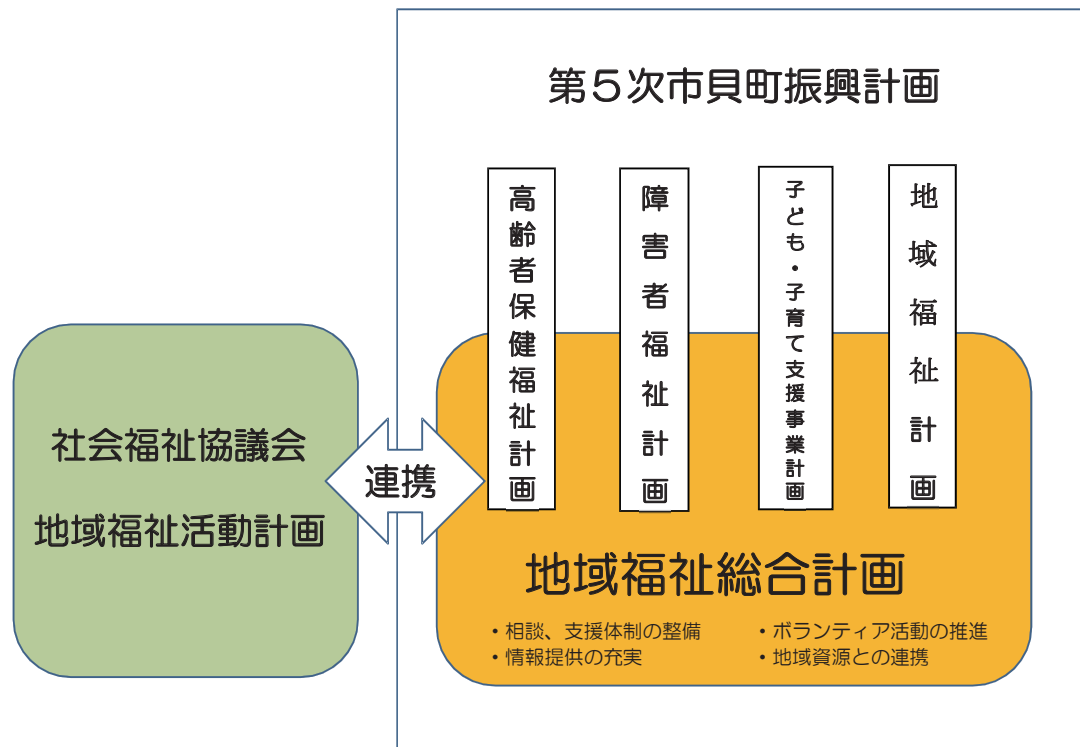 第５次市貝町振興計画
高齢者保健福祉計画
障害者福祉計画
子ども・子育て支援事業計画
地域福祉計画
社会福祉協議会
地域福祉活動計画
連携
地域福祉総合計画
・相談、支援体制の整備
・情報提供の充実
・ボランティア活動の推進
・地域資源との連携